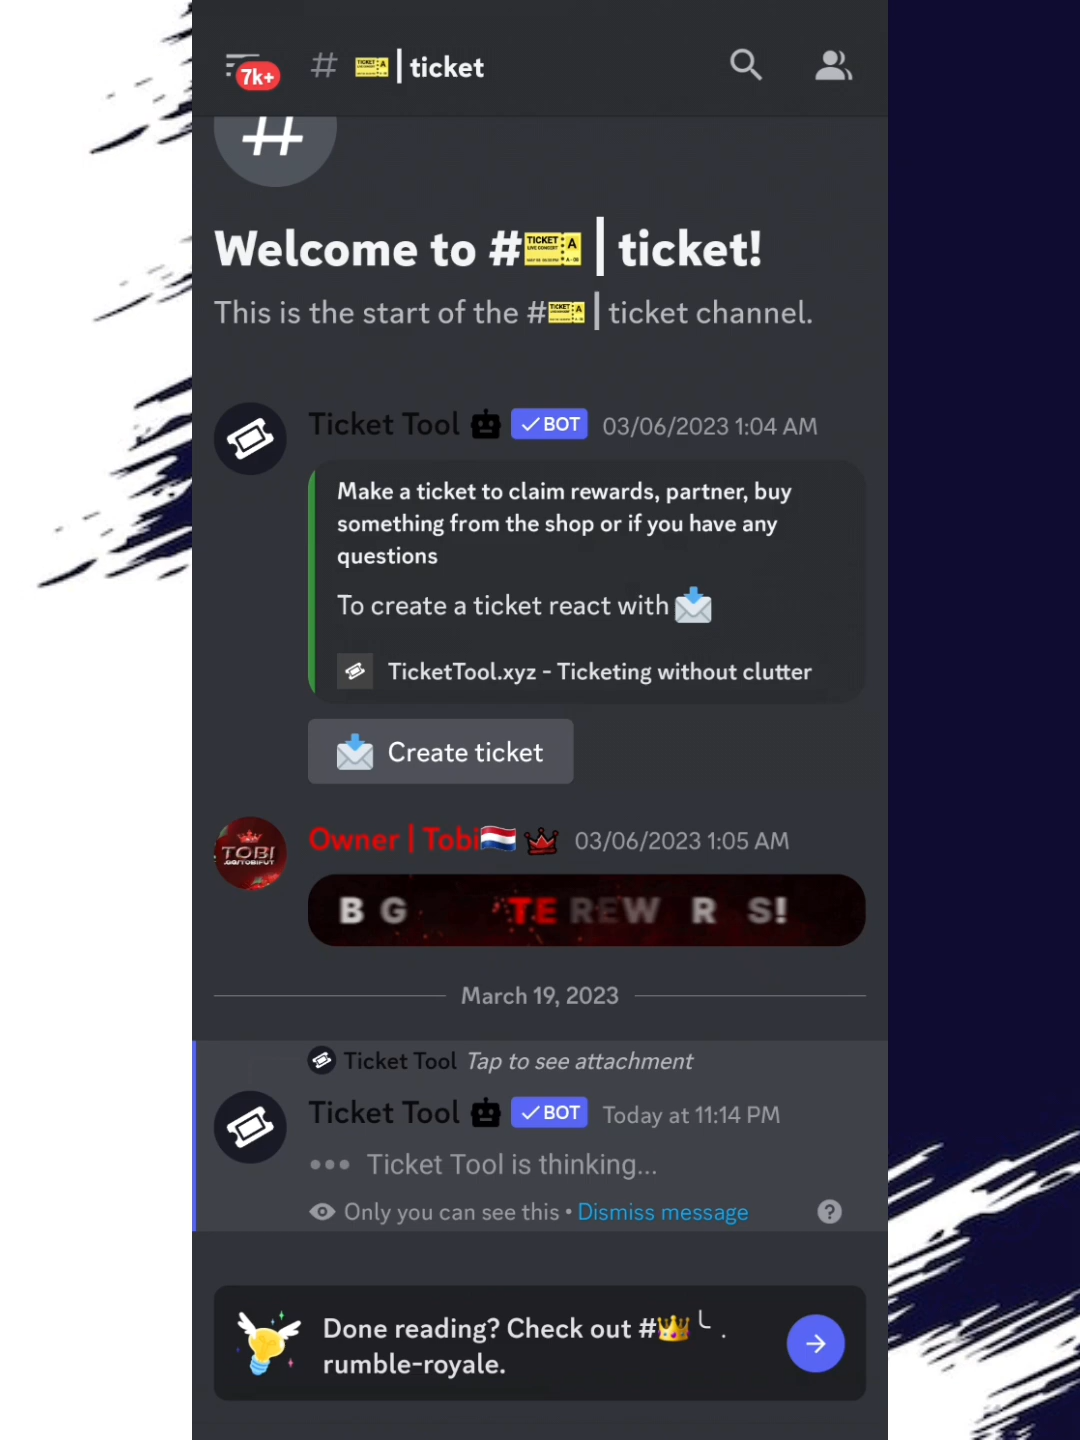 7k+
# 🎫 | ticket
Welcome to #🎫 | ticket!
This is the start of the #🎫 | ticket channel.
Ticket Tool 🤖 ✓ BOT 03/06/2023 1:04 AM
Make a ticket to claim rewards, partner, buy
something from the shop or if you have any
questions
To create a ticket react with 📩
TicketTool.xyz - Ticketing without clutter
📩 Create ticket
TOBI
Owner | Tobi🇳🇱 03/06/2023 1:05 AM
B G TE REW R S!
March 19, 2023
Ticket Tool Tap to see attachment
Ticket Tool 🤖 ✓ BOT Today at 11:14 PM
••• Ticket Tool is thinking...
Only you can see this • Dismiss message
?
Done reading? Check out #👑╰ .
rumble-royale.